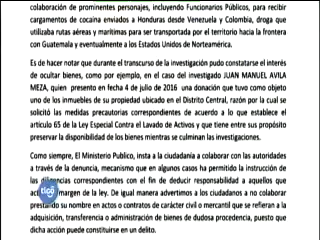 colaboración de prominentes personajes, incluyendo Funcionarios Públicos, para recibir
cargamentos de cocaína enviados a Honduras desde Venezuela y Colombia, droga que
utilizaba rutas aéreas y marítimas para ser transportada por el territorio hacia la frontera
con Guatemala y eventualmente a los Estados Unidos de Norteamérica.
Es de hacer notar que durante el transcurso de la investigación pudo constatarse el interés
de ocultar bienes, como por ejemplo, en el caso del investigado JUAN MANUEL AVILA
MEZA, quien presento en fecha 4 de julio de 2016 una donación que tuvo como objeto
uno de los inmuebles de su propiedad ubicado en el Distrito Central, razón por la cual se
solicitó las medidas precautorias correspondientes de acuerdo a lo que establece el
artículo 65 de la Ley Especial Contra el Lavado de Activos y que tiene entre sus propósito
preservar la disponibilidad de los bienes mientras se culminan las investigaciones.
Como siempre, El Ministerio Publico, insta a la ciudadanía a colaborar con las autoridades
a través de la denuncia, mecanismo que en algunos casos ha permitido la instrucción de
las diligencias correspondientes con el fin de deducir responsabilidad a aquellos que
margen de la ley. De igual manera advertimos a los ciudadanos a no colaborar
prestando su nombre en actos o contratos de carácter civil o mercantil que se refieran a la
adquisición, transferencia o administración de bienes de dudosa procedencia, puesto que
dicha acción puede constituirse en un delito.
tigo